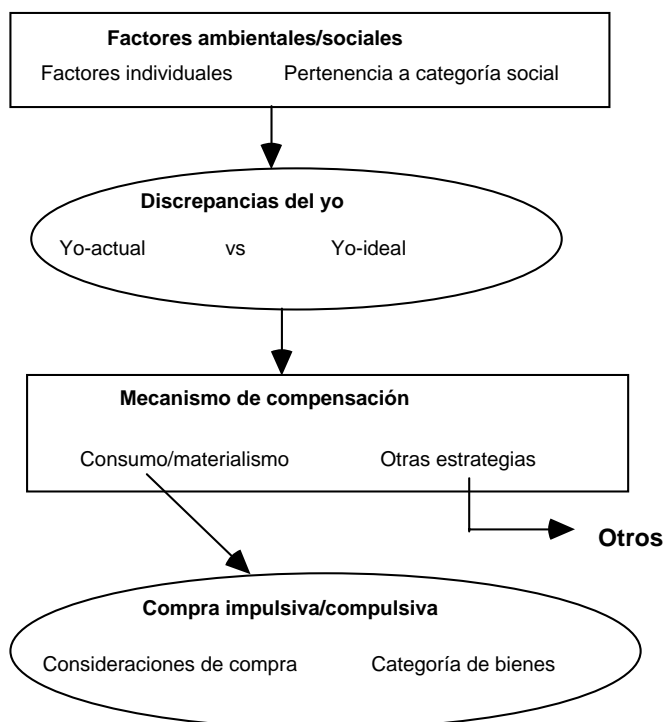 Factores ambientales/sociales
Factores individuales Pertenencia a categoría social
Discrepancias del yo
Yo-actual vs Yo-ideal
Mecanismo de compensación
Consumo/materialismo Otras estrategias
Otros
Compra impulsiva/compulsiva
Consideraciones de compra Categoría de bienes